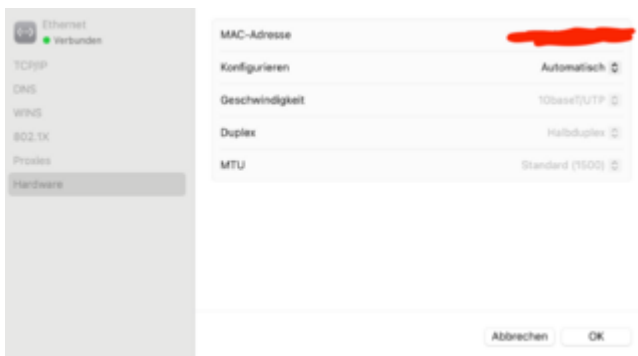 Ethernet
Verbunden
TCP/IP
DNS
WINS
802.1X
Proxies
Hardware
MAC-Adresse
Konfigurieren Automatisch
Geschwindigkeit 10baseT/UTP
Duplex Halbduplex
MTU Standard (1500)
Abbrechen OK